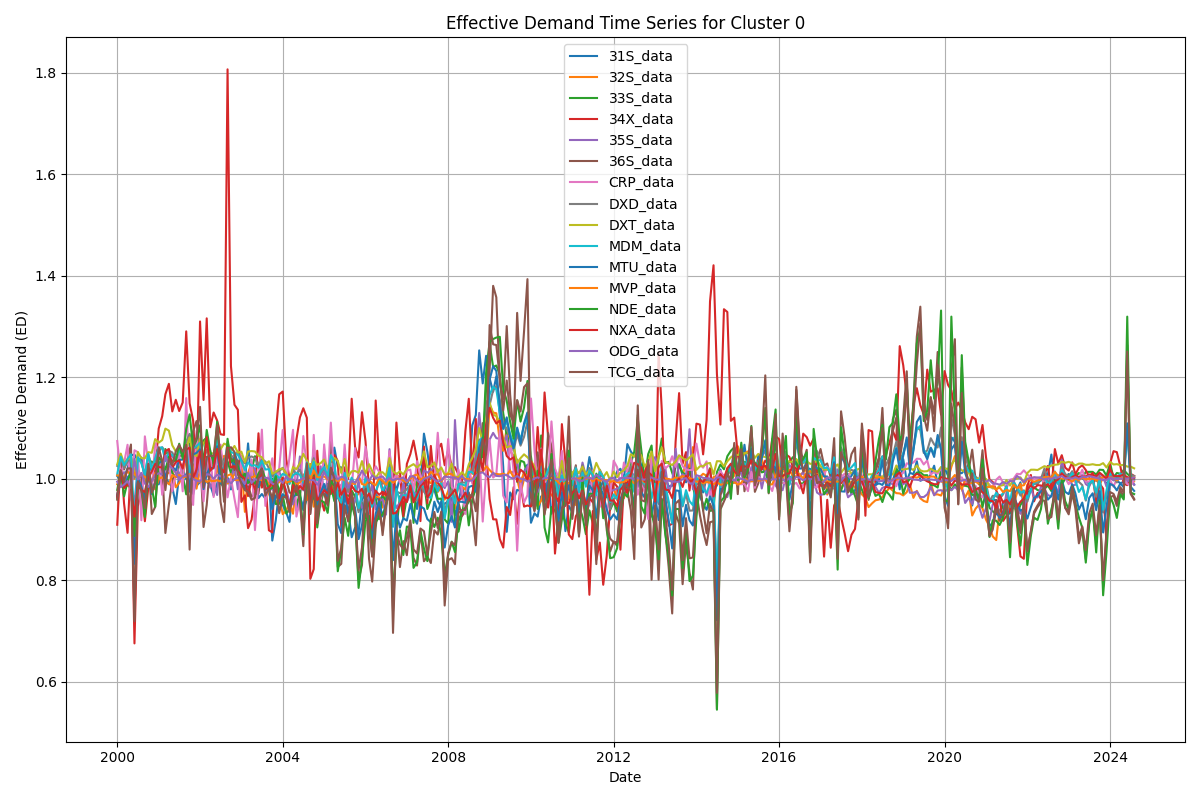 Effective Demand Time Series for Cluster 0
Effective Demand (ED)
1.8
1.6
1.4
1.2
1.0
0.8
0.6
31S_data
32S_data
33S_data
34X_data
35S_data
36S_data
CRP_data
DXD_data
DXT_data
MDM_data
MTU_data
MVP_data
NDE_data
NXA_data
ODG_data
TCG_data
2000
2004
2008
2012
2016
2020
2024
Date